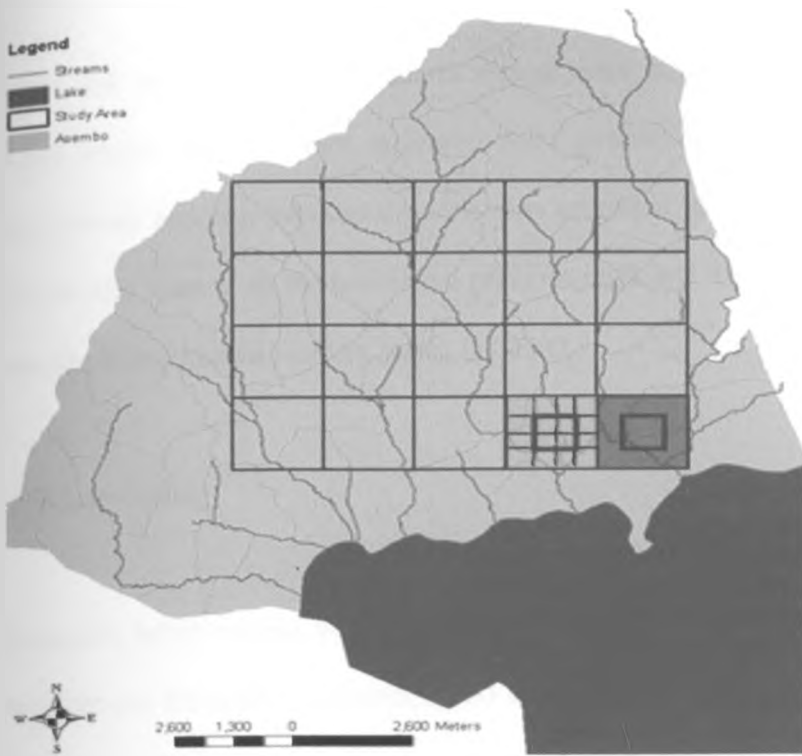 Legend
Streams
Lake
Study Area
Asembo
N
W E
S
2,600 1,300 0 2,600 Meters